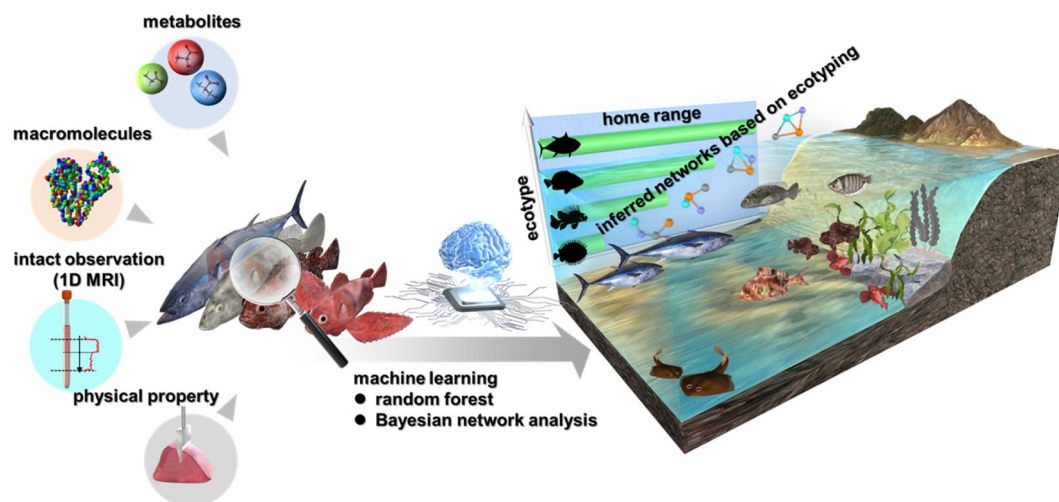 metabolites
macromolecules
intact observation
(1D MRI)
physical property
machine learning
● random forest
● Bayesian network analysis
ecotype
home range
inferred networks based on ecotyping